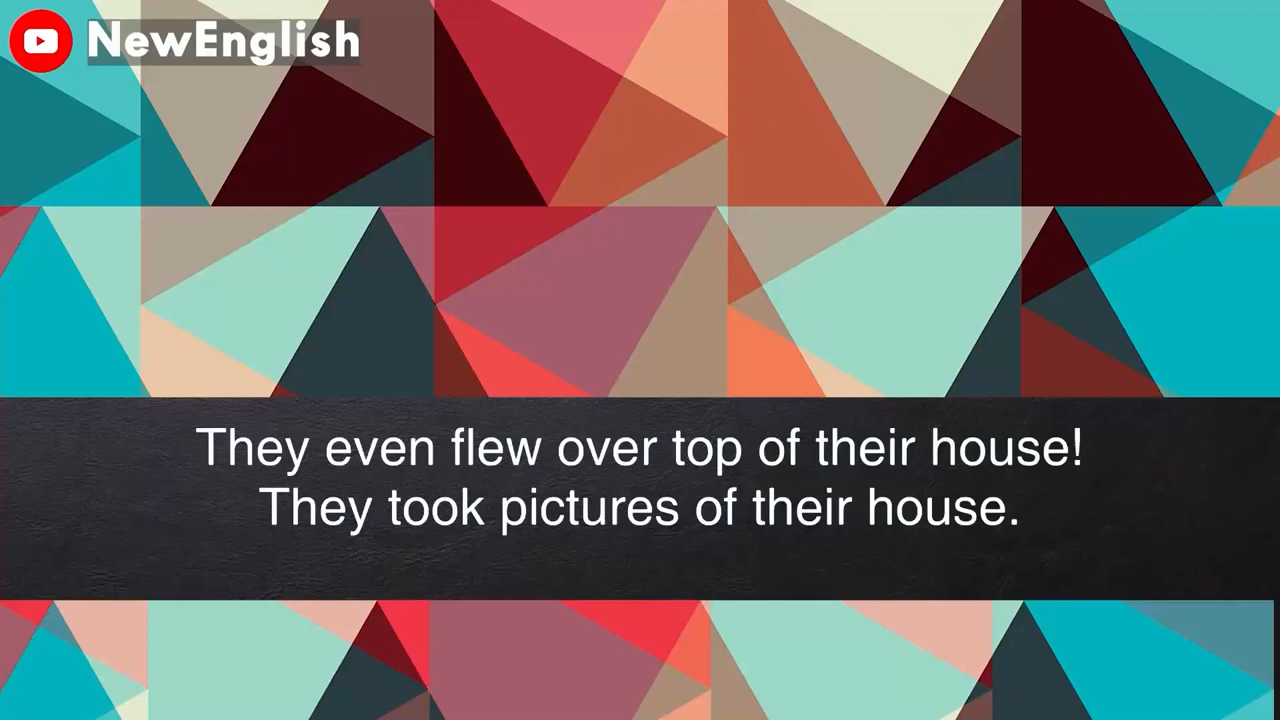 NewEnglish
They even flew over top of their house!
They took pictures of their house.